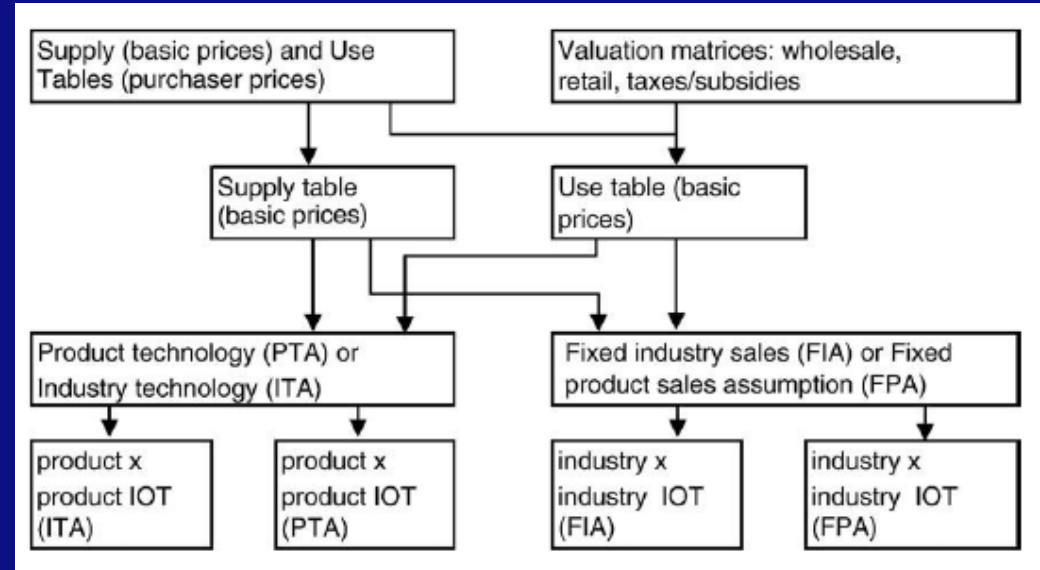 Supply (basic prices) and Use
Tables (purchaser prices)
Valuation matrices: wholesale,
retail, taxes/subsidies
Supply table
(basic prices)
Use table (basic
prices)
Product technology (PTA) or
Industry technology (ITA)
Fixed industry sales (FIA) or Fixed
product sales assumption (FPA)
product x
product IOT
(ITA)
product x
product IOT
(PTA)
industry x
industry IOT
(FIA)
industry x
industry IOT
(FPA)